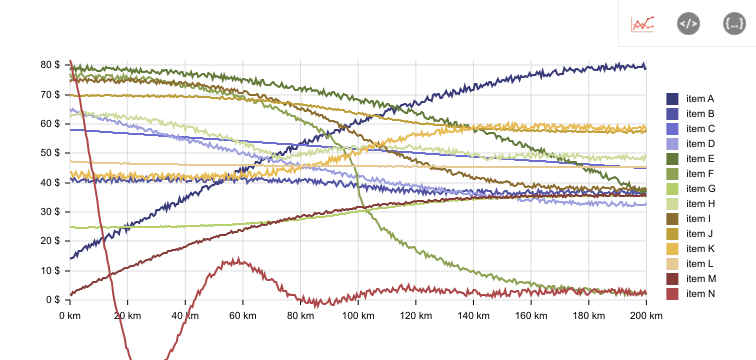 </> {...}
80 $
70 $
60 $
50 $
40 $
30 $
20 $
10 $
0 $
0 km 20 km 40 km 60 km 80 km 100 km 120 km 140 km 160 km 180 km 200 km
item A
item B
item C
item D
item E
item F
item G
item H
item I
item J
item K
item L
item M
item N